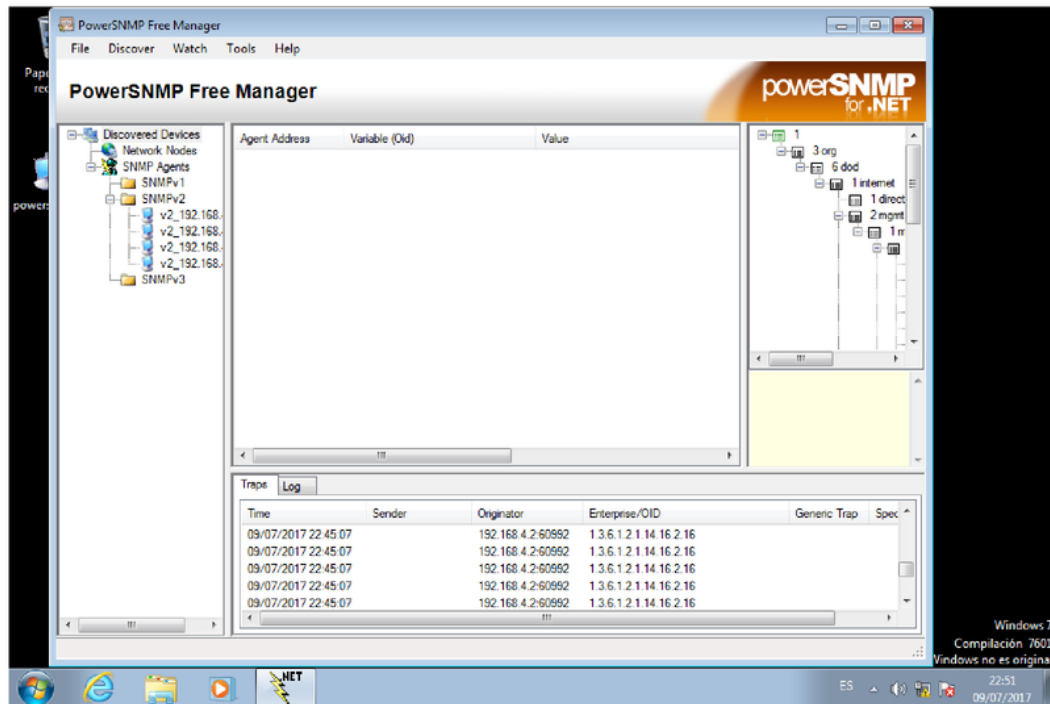 PowerSNMP Free Manager
File Discover Watch Tools Help
PowerSNMP Free Manager
powerSNMP
for .NET
Discovered Devices
Network Nodes
SNMP Agents
SNMPv1
SNMPv2
v2_192.168.
v2_192.168.
v2_192.168.
v2_192.168.
SNMPv3
Agent Address Variable (Oid) Value
1
3 org
6 dod
1 internet
1 direct
2 mgmt
1 m
Traps Log
Time Sender Originator Enterprise/OID Generic Trap Spec
09/07/2017 22:45:07 192.168.4.2:60992 1.3.6.1.2.1.14.16.2.16
09/07/2017 22:45:07 192.168.4.2:60992 1.3.6.1.2.1.14.16.2.16
09/07/2017 22:45:07 192.168.4.2:60992 1.3.6.1.2.1.14.16.2.16
09/07/2017 22:45:07 192.168.4.2:60992 1.3.6.1.2.1.14.16.2.16
09/07/2017 22:45:07 192.168.4.2:60992 1.3.6.1.2.1.14.16.2.16
Pape
rec
powers
Windows 7
Compilación 7601
Windows no es origina
.NET
ES
22:51
09/07/2017